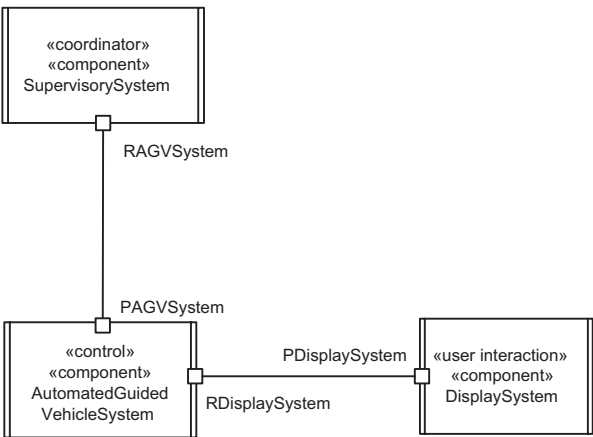 «coordinator»
«component»
SupervisorySystem
RAGVSystem
PAGVSystem
«control»
«component»
AutomatedGuided
VehicleSystem
RDisplaySystem
PDisplaySystem
«user interaction»
«component»
DisplaySystem